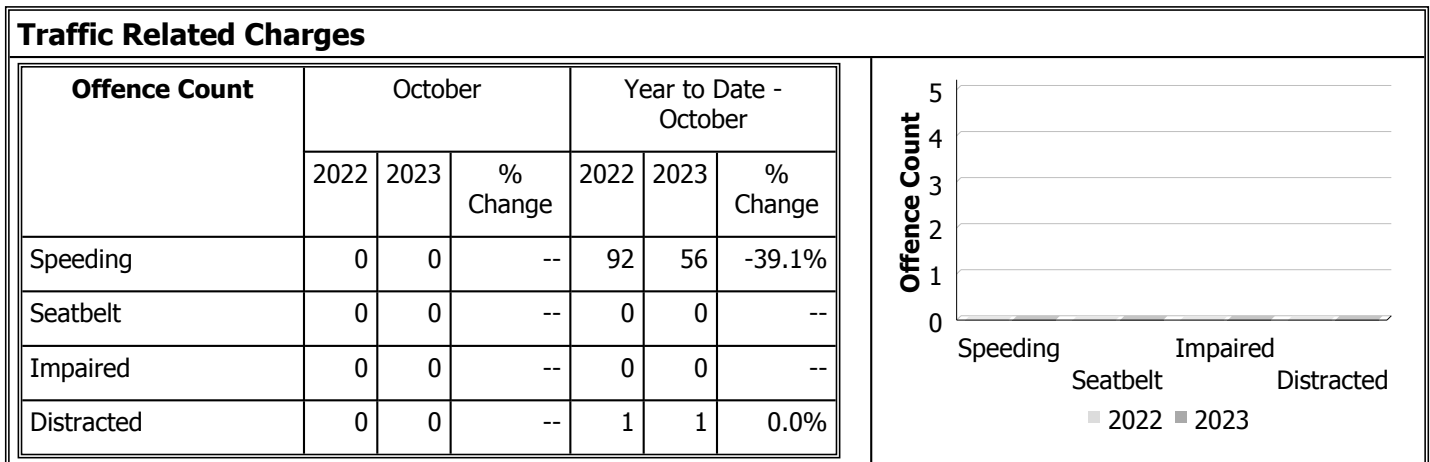 Traffic Related Charges
Offence Count October Year to Date -
October
2022 2023 % 2022 2023 %
Change Change
Speeding 0 0 -- 92 56 -39.1%
Seatbelt 0 0 -- 0 0 --
Impaired 0 0 -- 0 0 --
Distracted 0 0 -- 1 1 0.0%
Offence Count
5
4
3
2
1
0
Speeding Impaired
Seatbelt Distracted
2022 2023